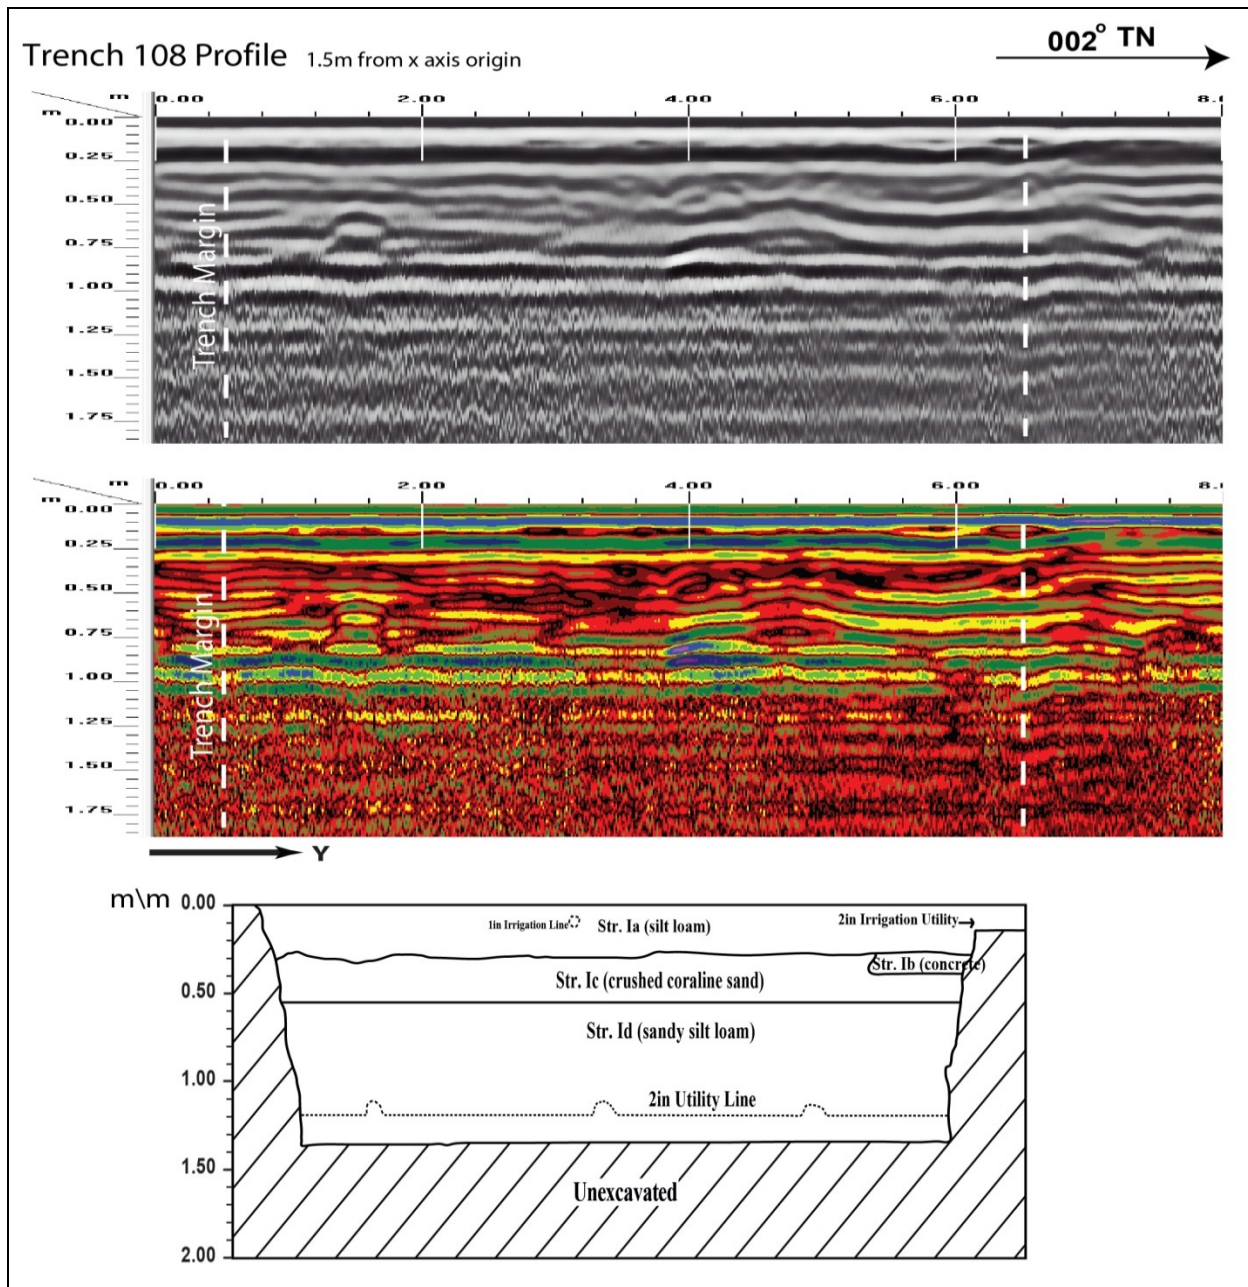 Trench 108 Profile 1.5m from x axis origin
002° TN
m 0.00 2.00 4.00 6.00 8.
m
0.00
0.25
0.50
0.75
1.00
1.25
1.50
1.75
Trench Margin
m 0.00 2.00 4.00 6.00 8.
m
0.00
0.25
0.50
0.75
1.00
1.25
1.50
1.75
Trench Margin
Y
m\m
0.00
0.50
1.00
1.50
2.00
1in Irrigation Line
Str. Ia (silt loam)
2in Irrigation Utility
Str. Ib (concrete)
Str. Ic (crushed coraline sand)
Str. Id (sandy silt loam)
2in Utility Line
Unexcavated